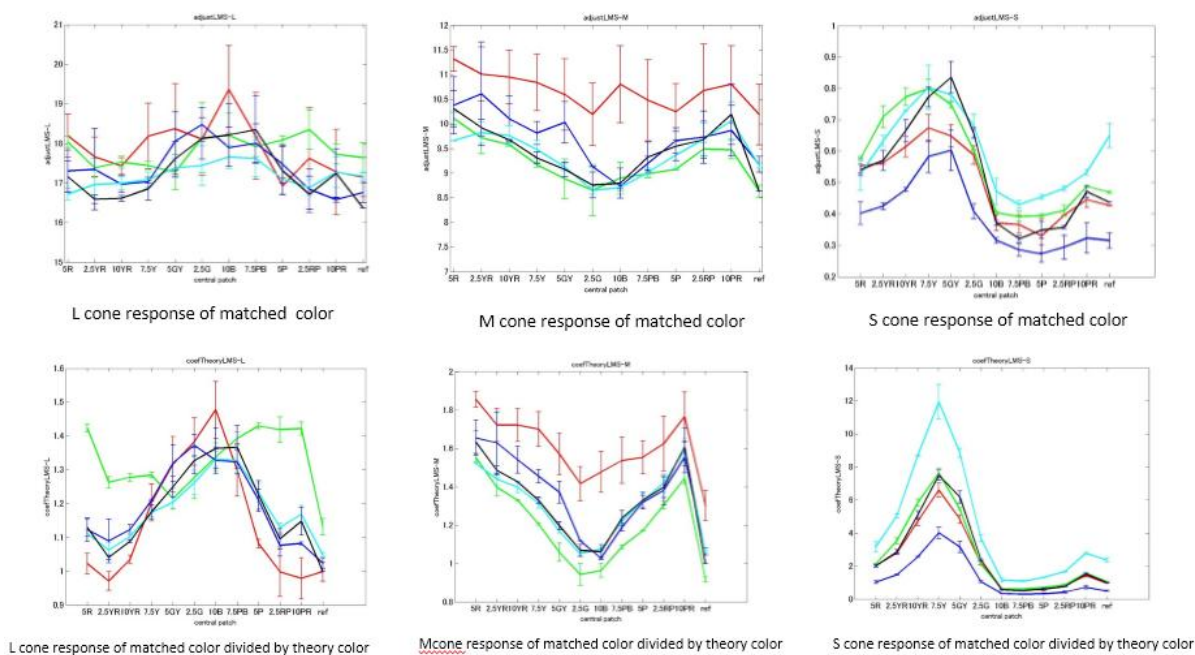 adjustLMS-L
adjustLMS-L
21
20
19
18
17
16
15
5R 2.5YR 10YR 7.5Y 5GY 2.5G 10B 7.5PB 5P 2.5RP 10PR ref
central patch
L cone response of matched color
adjustLMS-M
adjustLMS-M
12
11.5
11
10.5
10
9.5
9
8.5
8
7.5
7
5R 2.5YR 10YR 7.5Y 5GY 2.5G 10B 7.5PB 5P 2.5RP 10PR ref
central patch
M cone response of matched color
adjustLMS-S
adjustLMS-S
1
0.9
0.8
0.7
0.6
0.5
0.4
0.3
0.2
5R 2.5YR 10YR 7.5Y 5GY 2.5G 10B 7.5PB 5P 2.5RP 10PR ref
central patch
S cone response of matched color
coefTheoryLMS-L
coefTheoryLMS-L
1.6
1.5
1.4
1.3
1.2
1.1
1
0.9
5R 2.5YR 10YR 7.5Y 5GY 2.5G 10B 7.5PB 5P 2.5RP 10PR ref
central patch
L cone response of matched color divided by theory color
coefTheoryLMS-M
coefTheoryLMS-M
2
1.8
1.6
1.4
1.2
1
0.8
5R 2.5YR 10YR 7.5Y 5GY 2.5G 10B 7.5PB 5P 2.5RP 10PR ref
central patch
Mcone response of matched color divided by theory color
coefTheoryLMS-S
coefTheoryLMS-S
14
12
10
8
6
4
2
0
5R 2.5YR 10YR 7.5Y 5GY 2.5G 10B 7.5PB 5P 2.5RP 10PR ref
central patch
S cone response of matched color divided by theory color